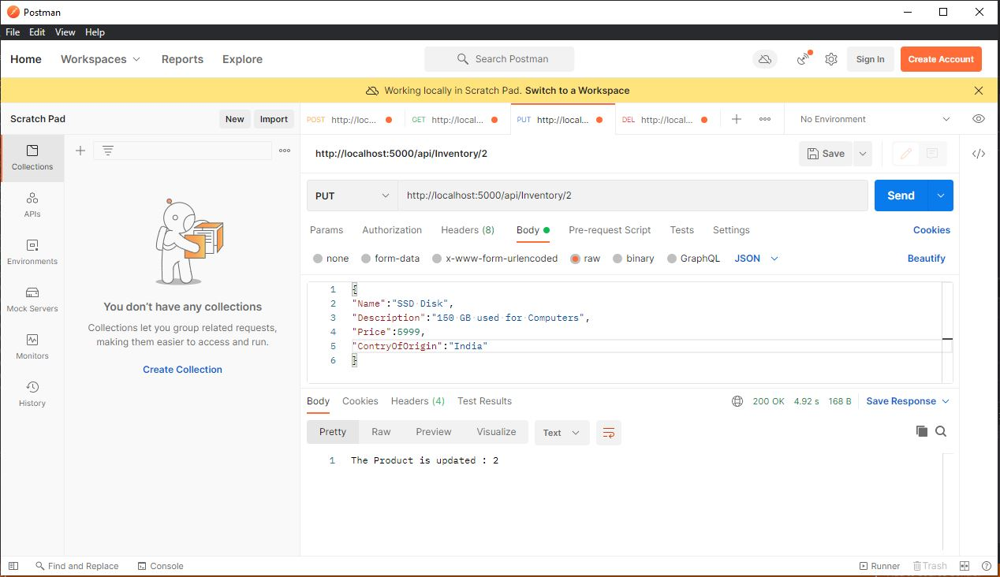 Postman
File Edit View Help
Home Workspaces Reports Explore Search Postman Sign In Create Account
Working locally in Scratch Pad. Switch to a Workspace
Scratch Pad New Import POST http://loc... GET http://local... PUT http://local... DEL http://local... + ooo No Environment
http://localhost:5000/api/Inventory/2 Save
PUT http://localhost:5000/api/Inventory/2 Send
Params Authorization Headers (8) Body Pre-request Script Tests Settings Cookies
none form-data x-www-form-urlencoded raw binary GraphQL JSON Beautify
1 {
2 "Name":"SSD Disk",
3 "Description":"150 GB used for Computers",
4 "Price":5999,
5 "ContryOfOrigin":"India"
6 }
Collections
APIs
Environments
Mock Servers
Monitors
History
You don't have any collections
Collections let you group related requests,
making them easier to access and run.
Create Collection
Body Cookies Headers (4) Test Results 200 OK 4.92 s 168 B Save Response
Pretty Raw Preview Visualize Text
1 The Product is updated : 2
Find and Replace Console Runner Trash